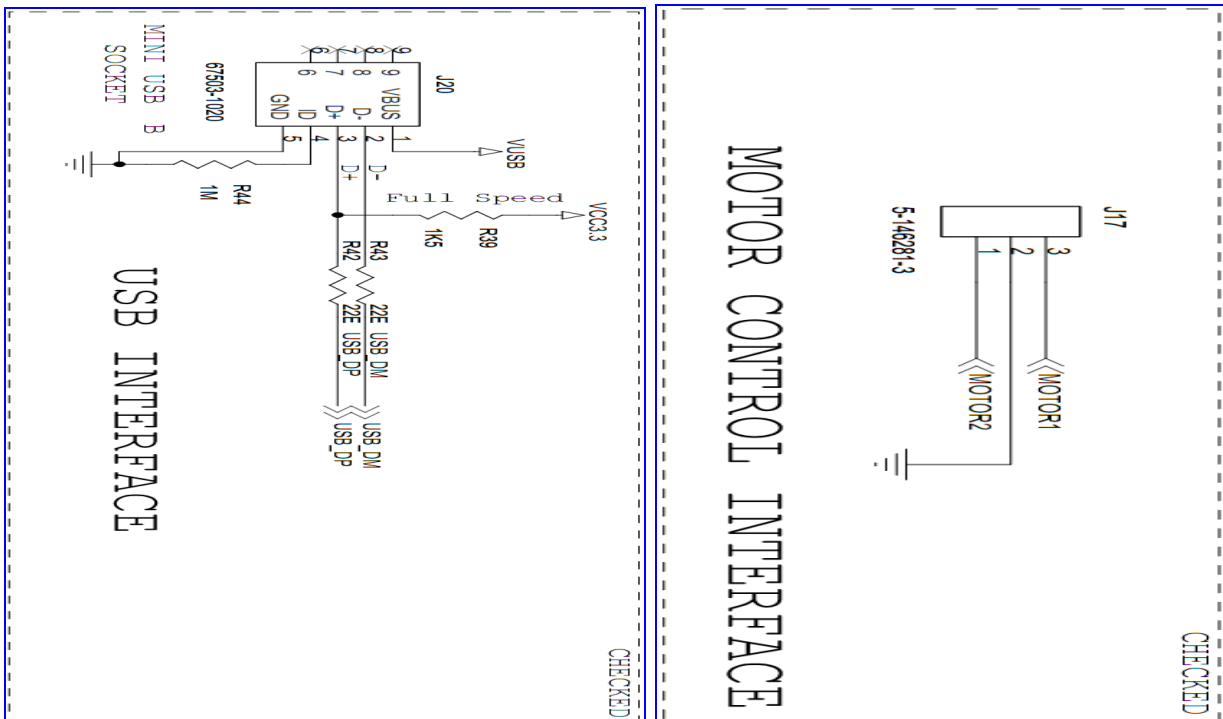 J20
9
8
7
6
9
8
7
6
VBUS
D-
D+
ID
GND
1
2
3
4
5
67503-1020
MINI USB B
SOCKET
VUSB
D-
D+
R44
1M
Full Speed
VCC3.3
1K5
R39
R43
22E
USB_DM
USB_DM
R42
22E
USB_DP
USB_DP
USB INTERFACE
CHECKED
J17
3
2
1
5-146281-3
MOTOR1
MOTOR2
MOTOR CONTROL INTERFACE
CHECKED